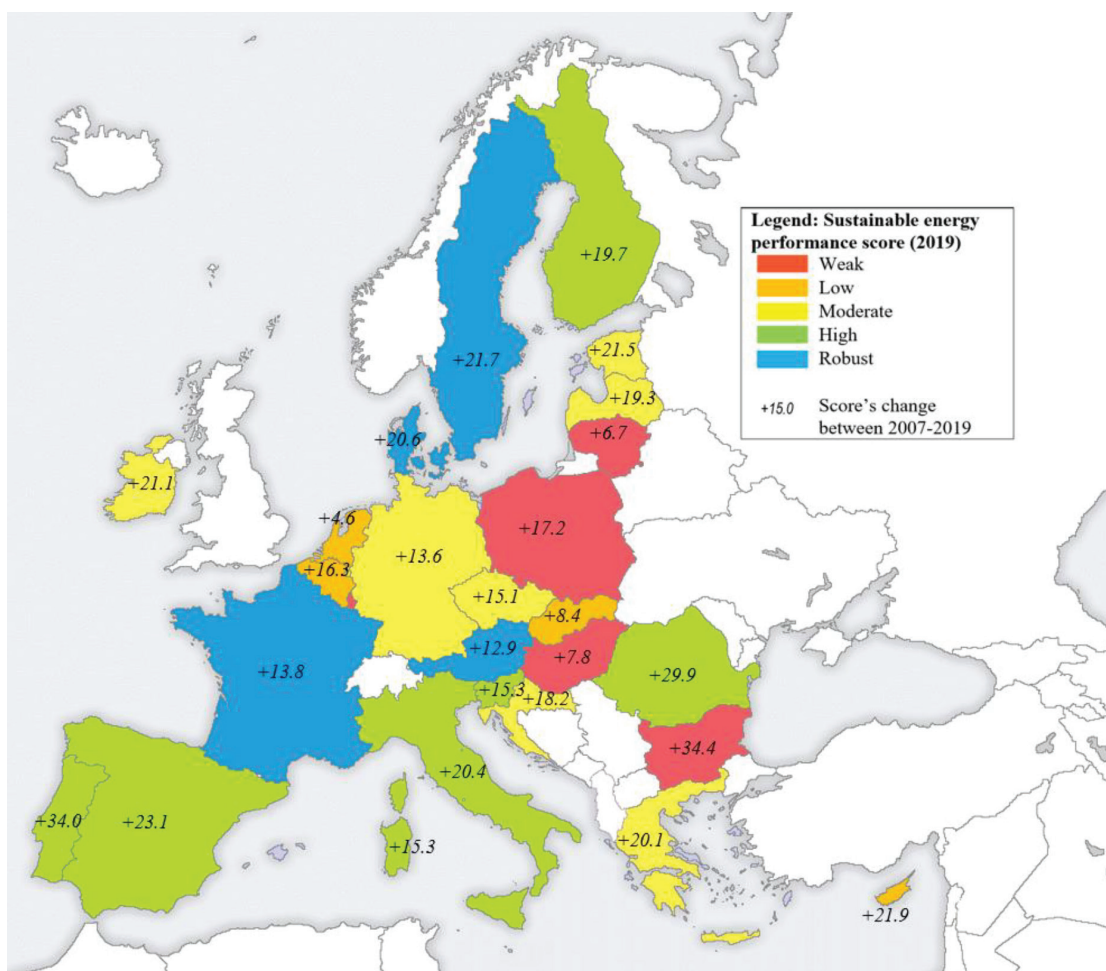 Legend: Sustainable energy
performance score (2019)
Weak
Low
Moderate
High
Robust
+15.0 Score's change
between 2007-2019
+19.7
+21.7
+21.5
+19.3
+6.7
+20.6
+21.1
+4.6
+17.2
+16.3
+13.6
+15.1
+8.4
+12.9
+7.8
+13.8
+15.3
+18.2
+29.9
+34.4
+20.4
+34.0
+23.1
+15.3
+20.1
+21.9